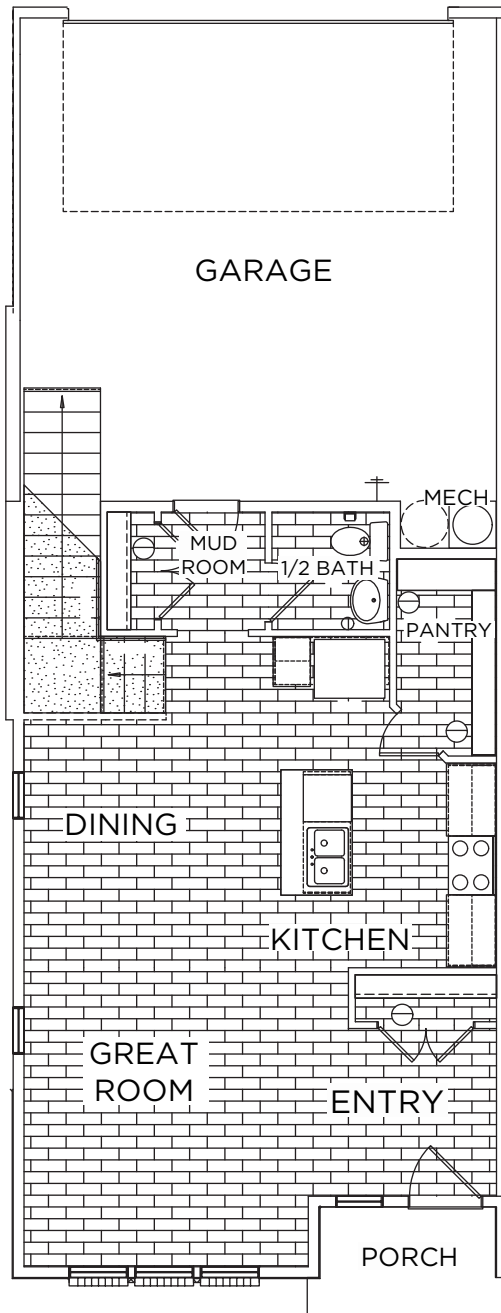 GARAGE
MECH
MUD
ROOM
1/2 BATH
PANTRY
DINING
KITCHEN
GREAT
ROOM
ENTRY
PORCH